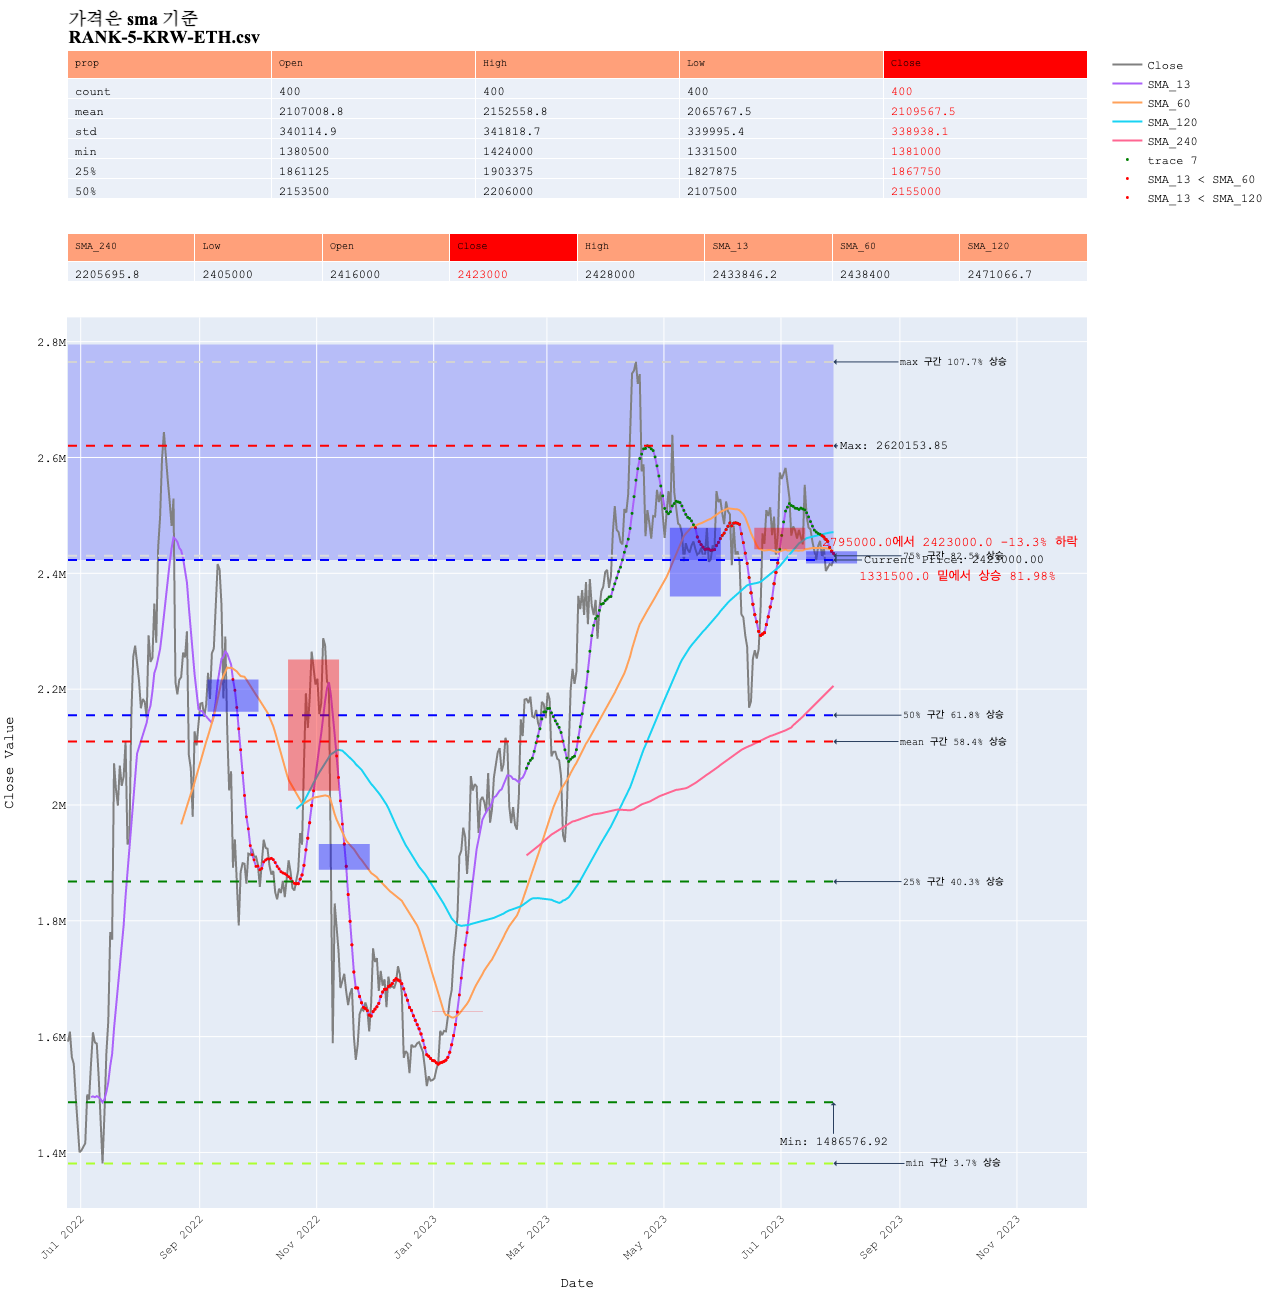 가격은 sma 기준
RANK-5-KRW-ETH.csv
prop Open High Low Close
count 400 400 400 400
mean 2107008.8 2152558.8 2065767.5 2109567.5
std 340114.9 341818.7 339995.4 338938.1
min 1380500 1424000 1331500 1381000
25% 1861125 1903375 1827875 1867750
50% 2153500 2206000 2107500 2155000
Close
SMA_13
SMA_60
SMA_120
SMA_240
trace 7
SMA_13 < SMA_60
SMA_13 < SMA_120
SMA_240 Low Open Close High SMA_13 SMA_60 SMA_120
2205695.8 2405000 2416000 2423000 2428000 2433846.2 2438400 2471066.7
2.8M
max 구간 107.7% 상승
Max: 2620153.85
2.6M
2795000.0에서 2423000.0 -13.3% 하락
75% 구간 82.5% 상승
Current Price: 2423000.00
2.4M
1331500.0 밑에서 상승 81.98%
2.2M
50% 구간 61.8% 상승
mean 구간 58.4% 상승
2M
25% 구간 40.3% 상승
1.8M
1.6M
Min: 1486576.92
1.4M
min 구간 3.7% 상승
Close Value
Jul 2022
Sep 2022
Nov 2022
Jan 2023
Mar 2023
May 2023
Jul 2023
Sep 2023
Nov 2023
Date